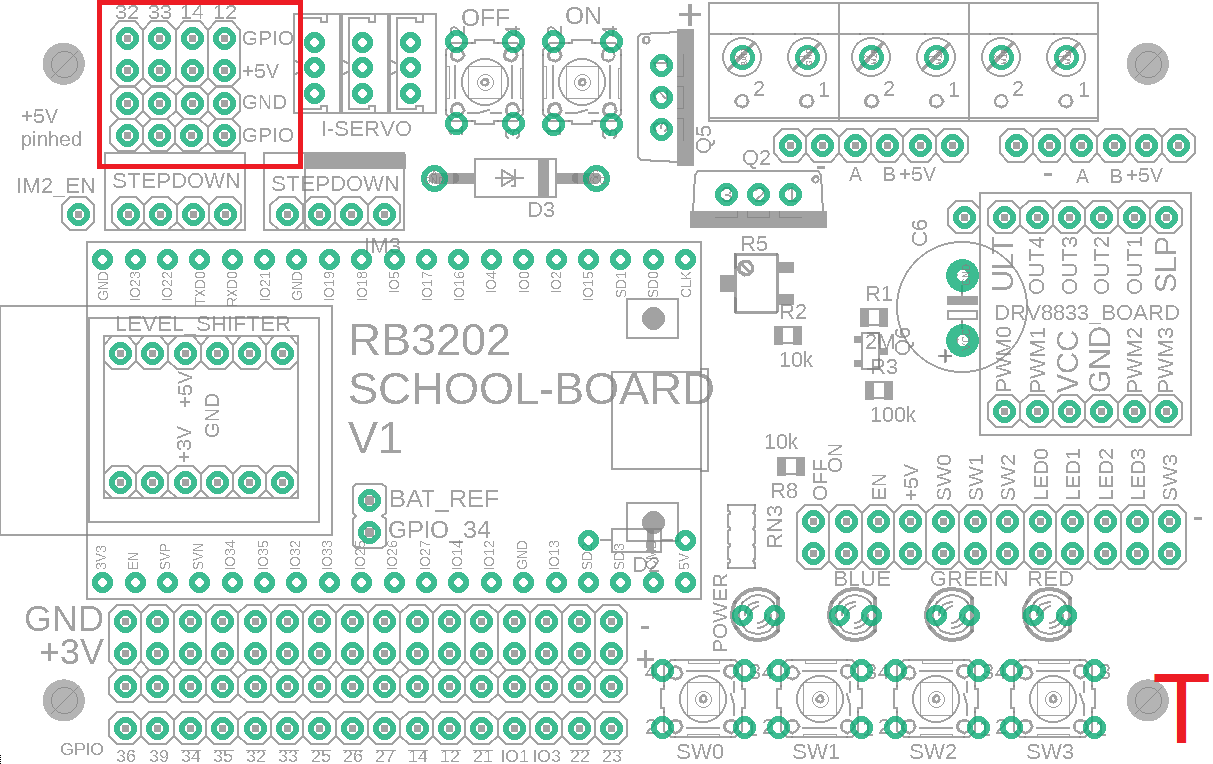 32 33 14 12
GPIO
+5V
GND
GPIO
+5V
pinhed
I-SERVO
OFF
ON
+
Q5
2 1 2 1 2 1
Q2
- A B +5V
- A B +5V
IM2_EN
STEPDOWN
STEPDOWN
IM3
D3
3 2 1
R5
C6
R1
R2
10k
2M
Q6
R3
100k
+
ULT OUT4 OUT3 OUT2 OUT1 SLP
DRV8833_BOARD
PWM0 PWM1 VCC GND PWM2 PWM3
GND IO23 IO22 TXD0 RXD0 IO21 GND IO19 IO18 IO5 IO17 IO16 IO4 IO0 IO2 IO15 SD1 SD0 CLK
LEVEL_SHIFTER
+5V
GND
+3V
RB3202
SCHOOL-BOARD
V1
BAT_REF
GPIO_34
3V3 EN SVP SVN IO34 IO35 IO32 IO33 IO25 IO26 IO27 IO14 IO12 GND IO13 SD3 5V
10k
R8
RN3
OFF
ON
EN +5V SW0 SW1 SW2 LED0 LED1 LED2 LED3 SW3
-
BLUE GREEN RED
POWER
GND
+3V
-
+
GPIO
36 39 34 35 32 33 25 26 27 14 12 21 IO1 IO3 22 23
SW0 SW1 SW2 SW3
T